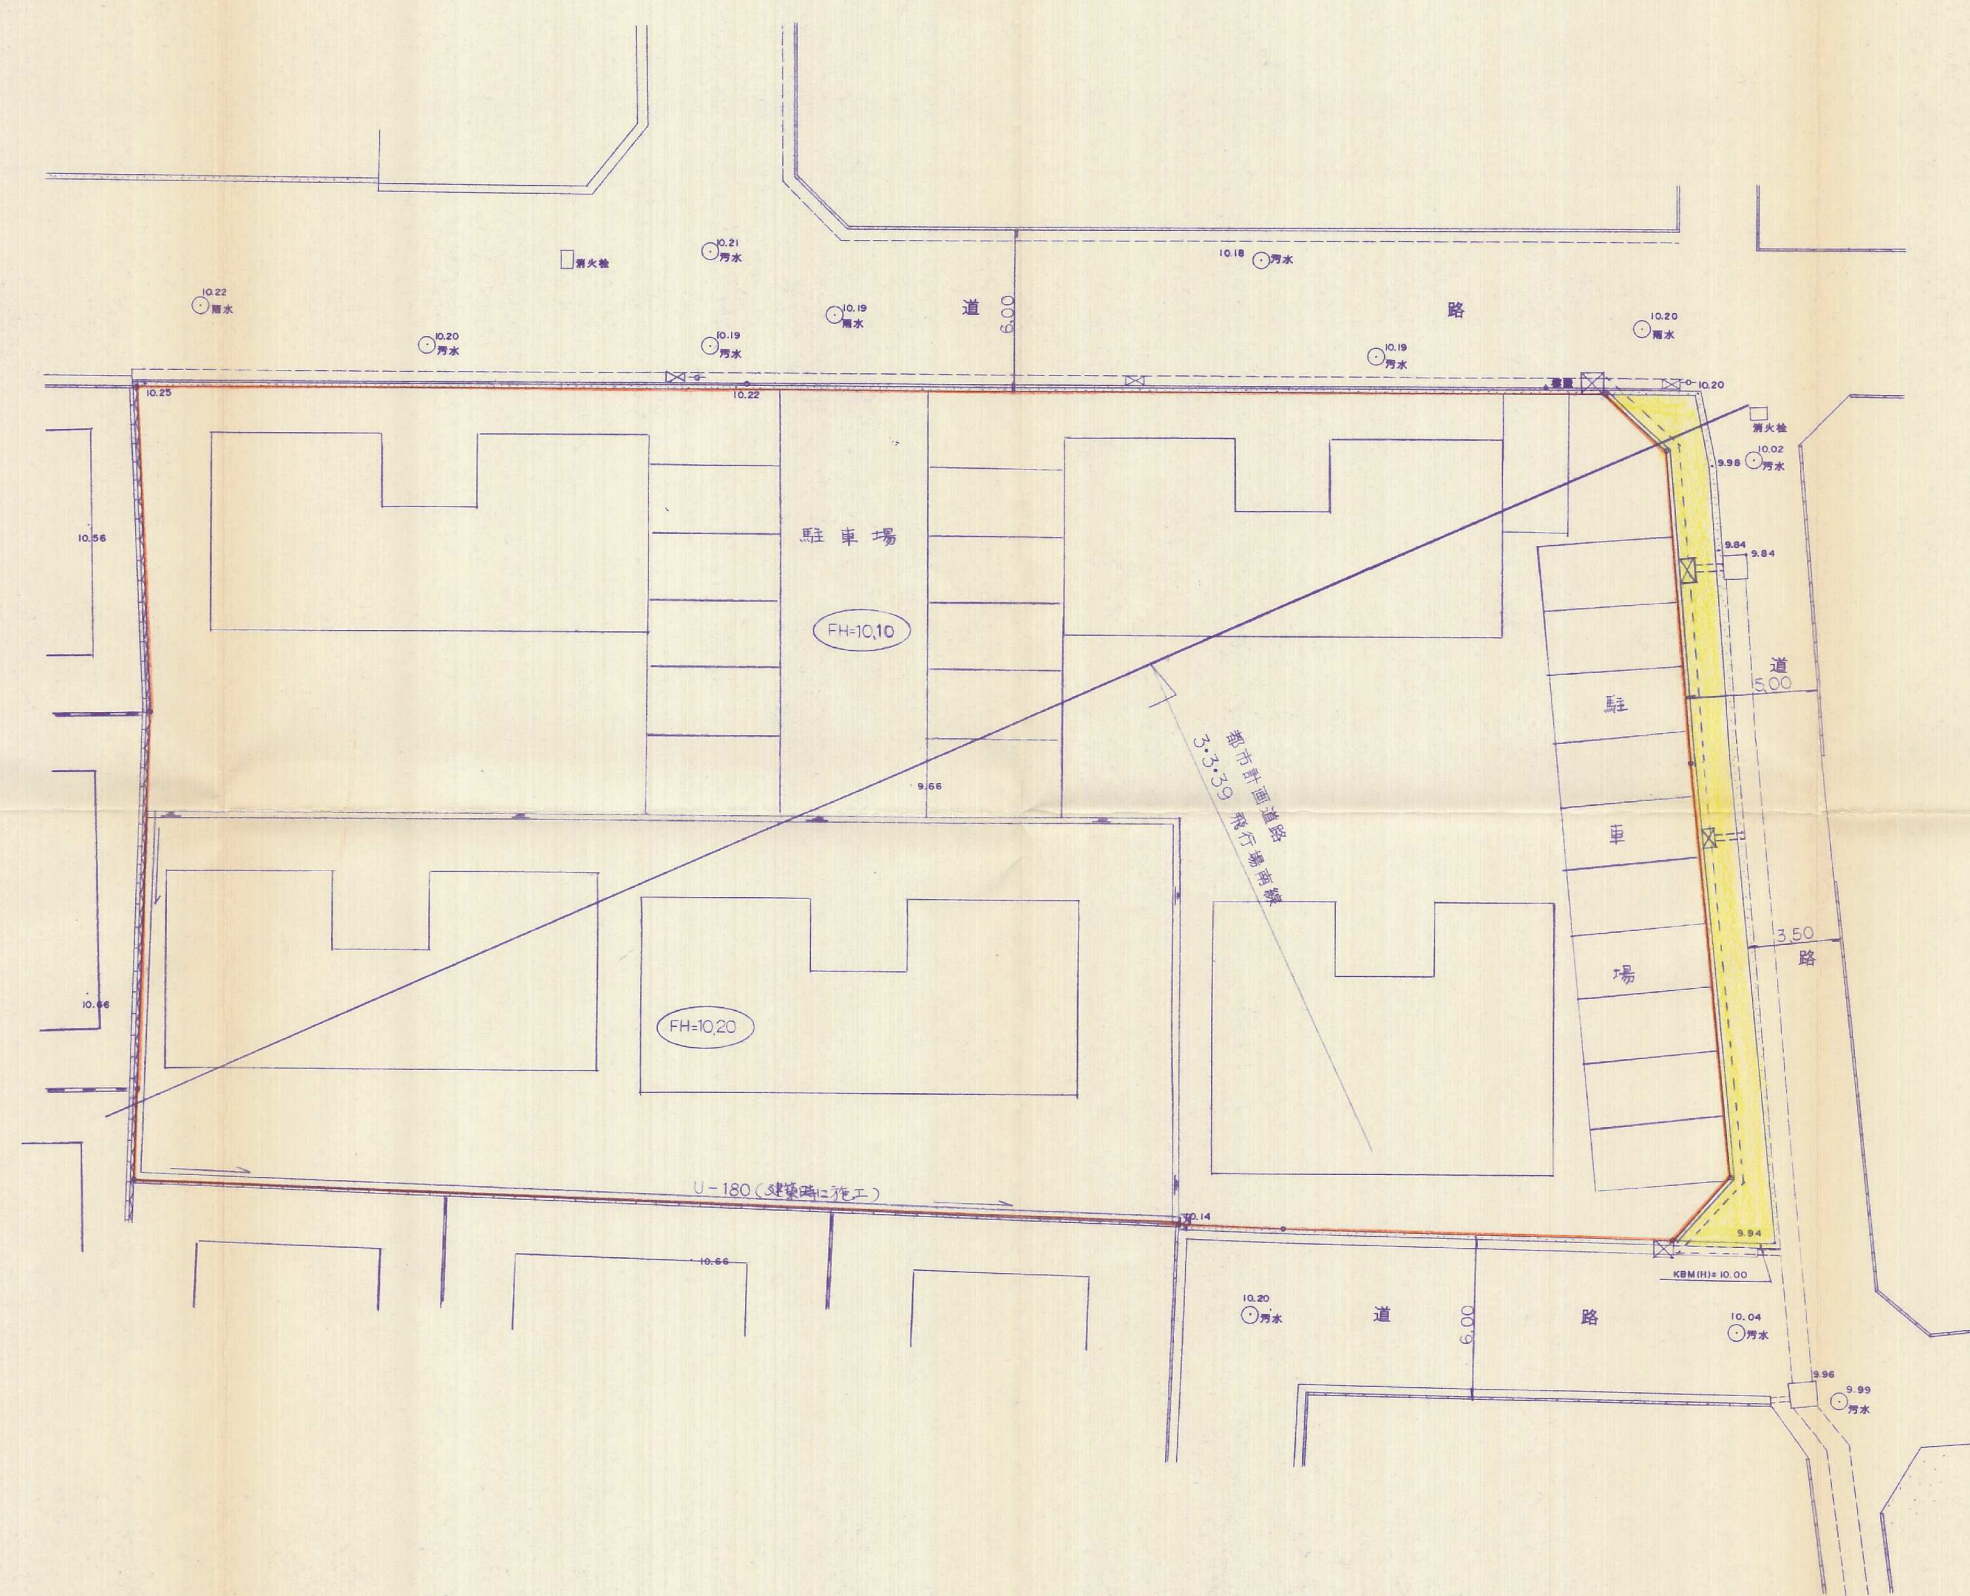 10.21
汚水
消火栓
10.18
汚水
10.22
雨水
10.19
雨水
道
6.00
路
10.20
雨水
10.20
汚水
10.19
汚水
10.19
汚水
10.25
10.22
10.20
消火栓
10.02
汚水
9.98
10.56
駐車場
9.84
9.84
FH=10,10
道
5.00
駐
車
場
都市計画道路
3・3・39 飛行場南線
9.66
3.50
路
10.66
FH=10,20
U-180(建築時に施工)
10.14
9.94
10.66
KBM(H)=10.00
10.20
汚水
道
6.00
路
10.04
汚水
9.96
9.99
汚水